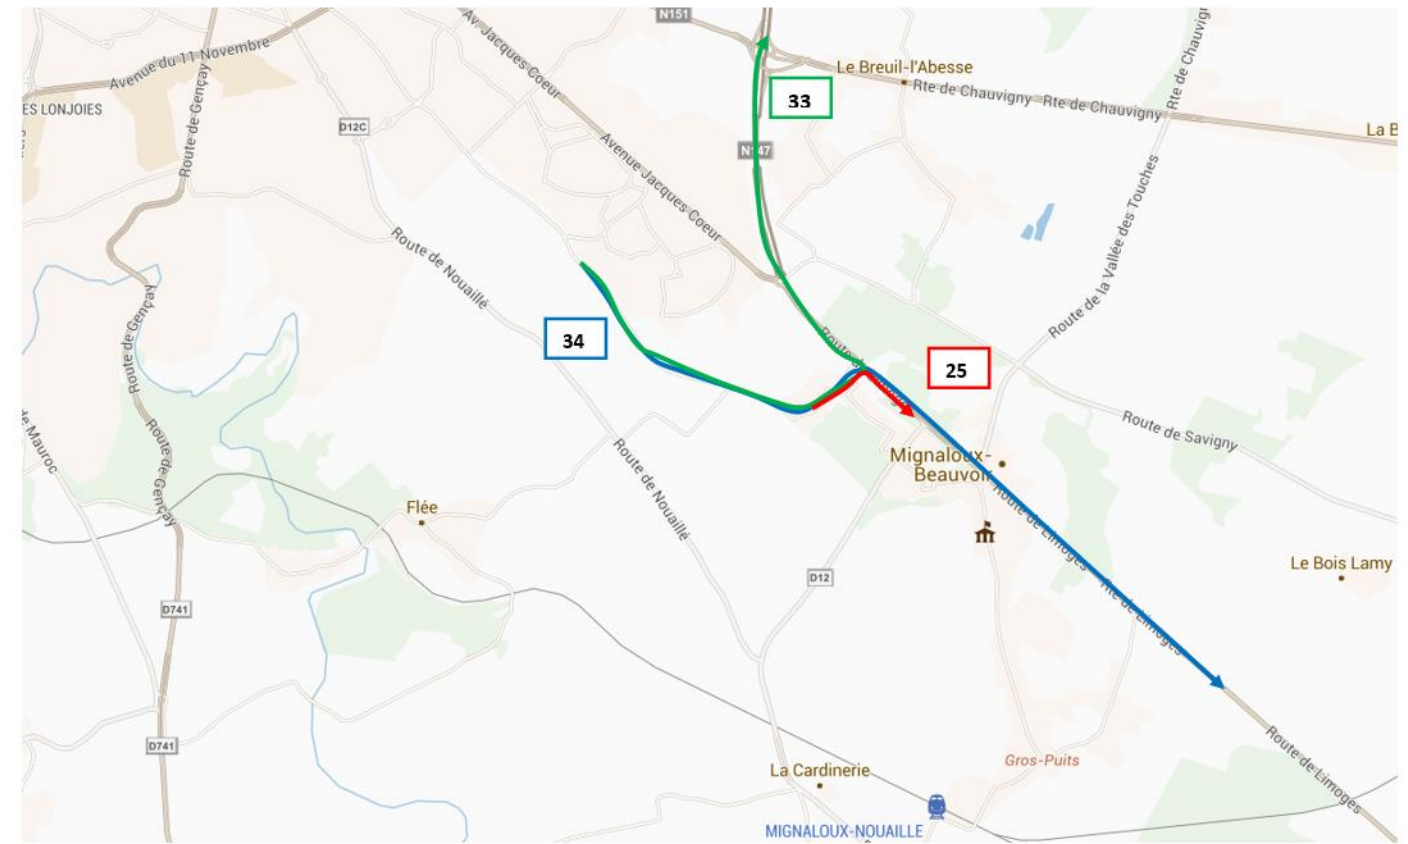 N151
Av. Jacques Coeur
Avenue du 11 Novembre
Le Breuil-l'Abesse
Rte de Chauvigny
Rte de Chauvigny
Rte de Chauvigny
33
ES LONJOIES
Route de Gençay
D12C
La B
N147
Avenue Jacques Coeur
Route de la Vallée des Touches
Route de Nouaillé
Route de Gençay
34
25
Route de
Route de Savigny
de Mauroc
Route de Gençay
Route de Nouaillé
Mignaloux-
Beauvoir
Route de Limoges
Flée
Le Bois Lamy
D12
Rte de Limoges
D741
D741
Route de Limoges
Gros-Puits
La Cardinerie
MIGNALOUX-NOUAILLE